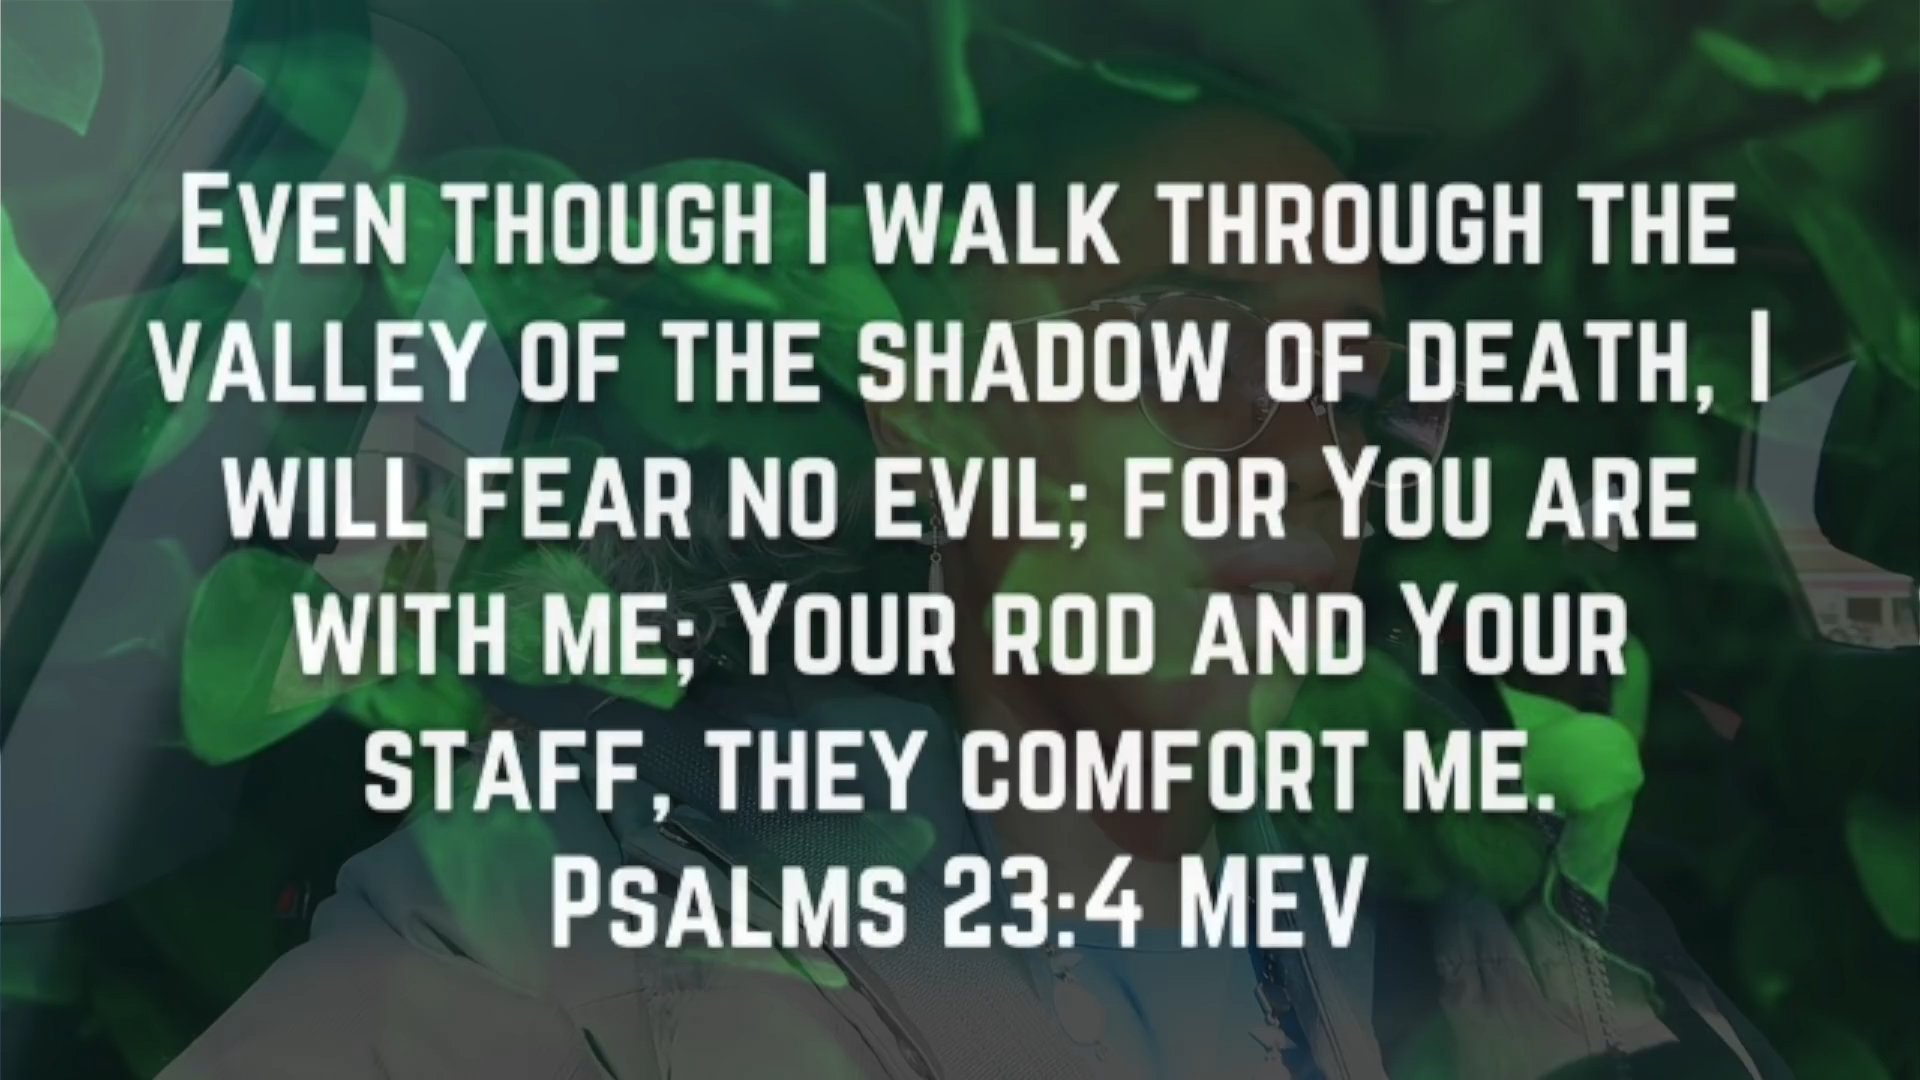 Even though I walk through the
valley of the shadow of death, I
will fear no evil; for You are
with me; Your rod and Your
staff, they comfort me.
Psalms 23:4 MEV